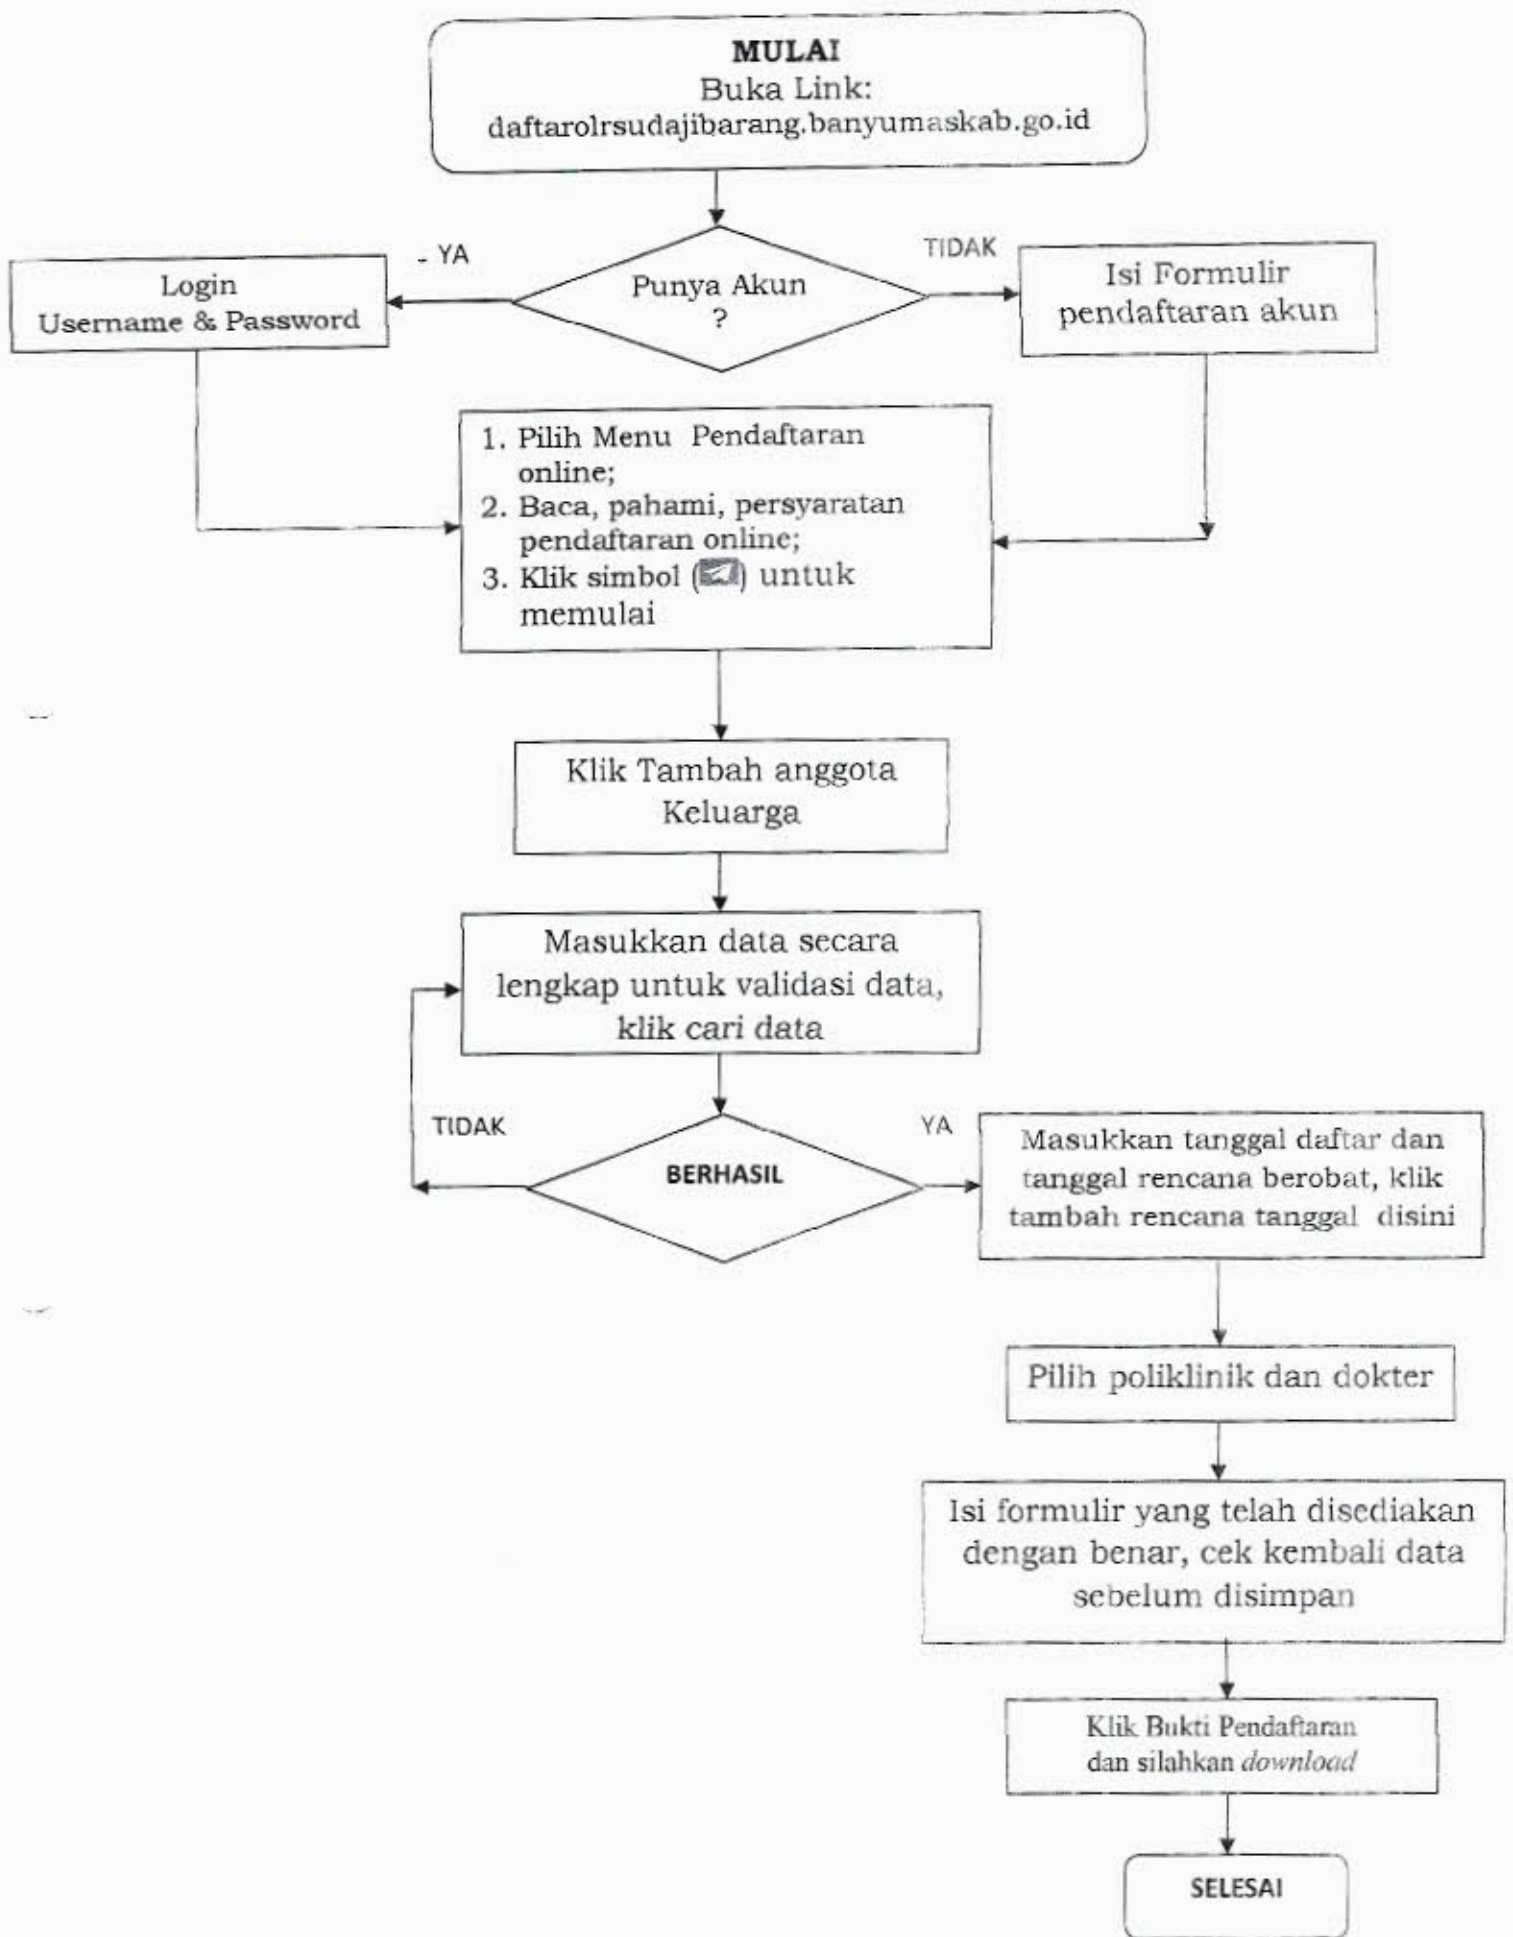 MULAI
Buka Link:
daftarolrsudajibarang.banyumaskab.go.id
- YA
TIDAK
Login
Username & Password
Punya Akun
?
Isi Formulir
pendaftaran akun
1. Pilih Menu Pendaftaran
online;
2. Baca, pahami, persyaratan
pendaftaran online;
3. Klik simbol () untuk
memulai
Klik Tambah anggota
Keluarga
Masukkan data secara
lengkap untuk validasi data,
klik cari data
TIDAK
YA
BERHASIL
Masukkan tanggal daftar dan
tanggal rencana berobat, klik
tambah rencana tanggal disini
Pilih poliklinik dan dokter
Isi formulir yang telah disediakan
dengan benar, cek kembali data
sebelum disimpan
Klik Bukti Pendaftaran
dan silahkan download
SELESAI